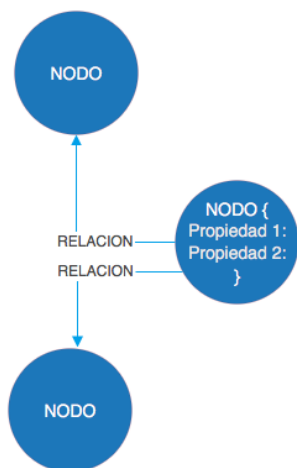 NODO
RELACION
RELACION
NODO {
Propiedad 1:
Propiedad 2:
}
NODO